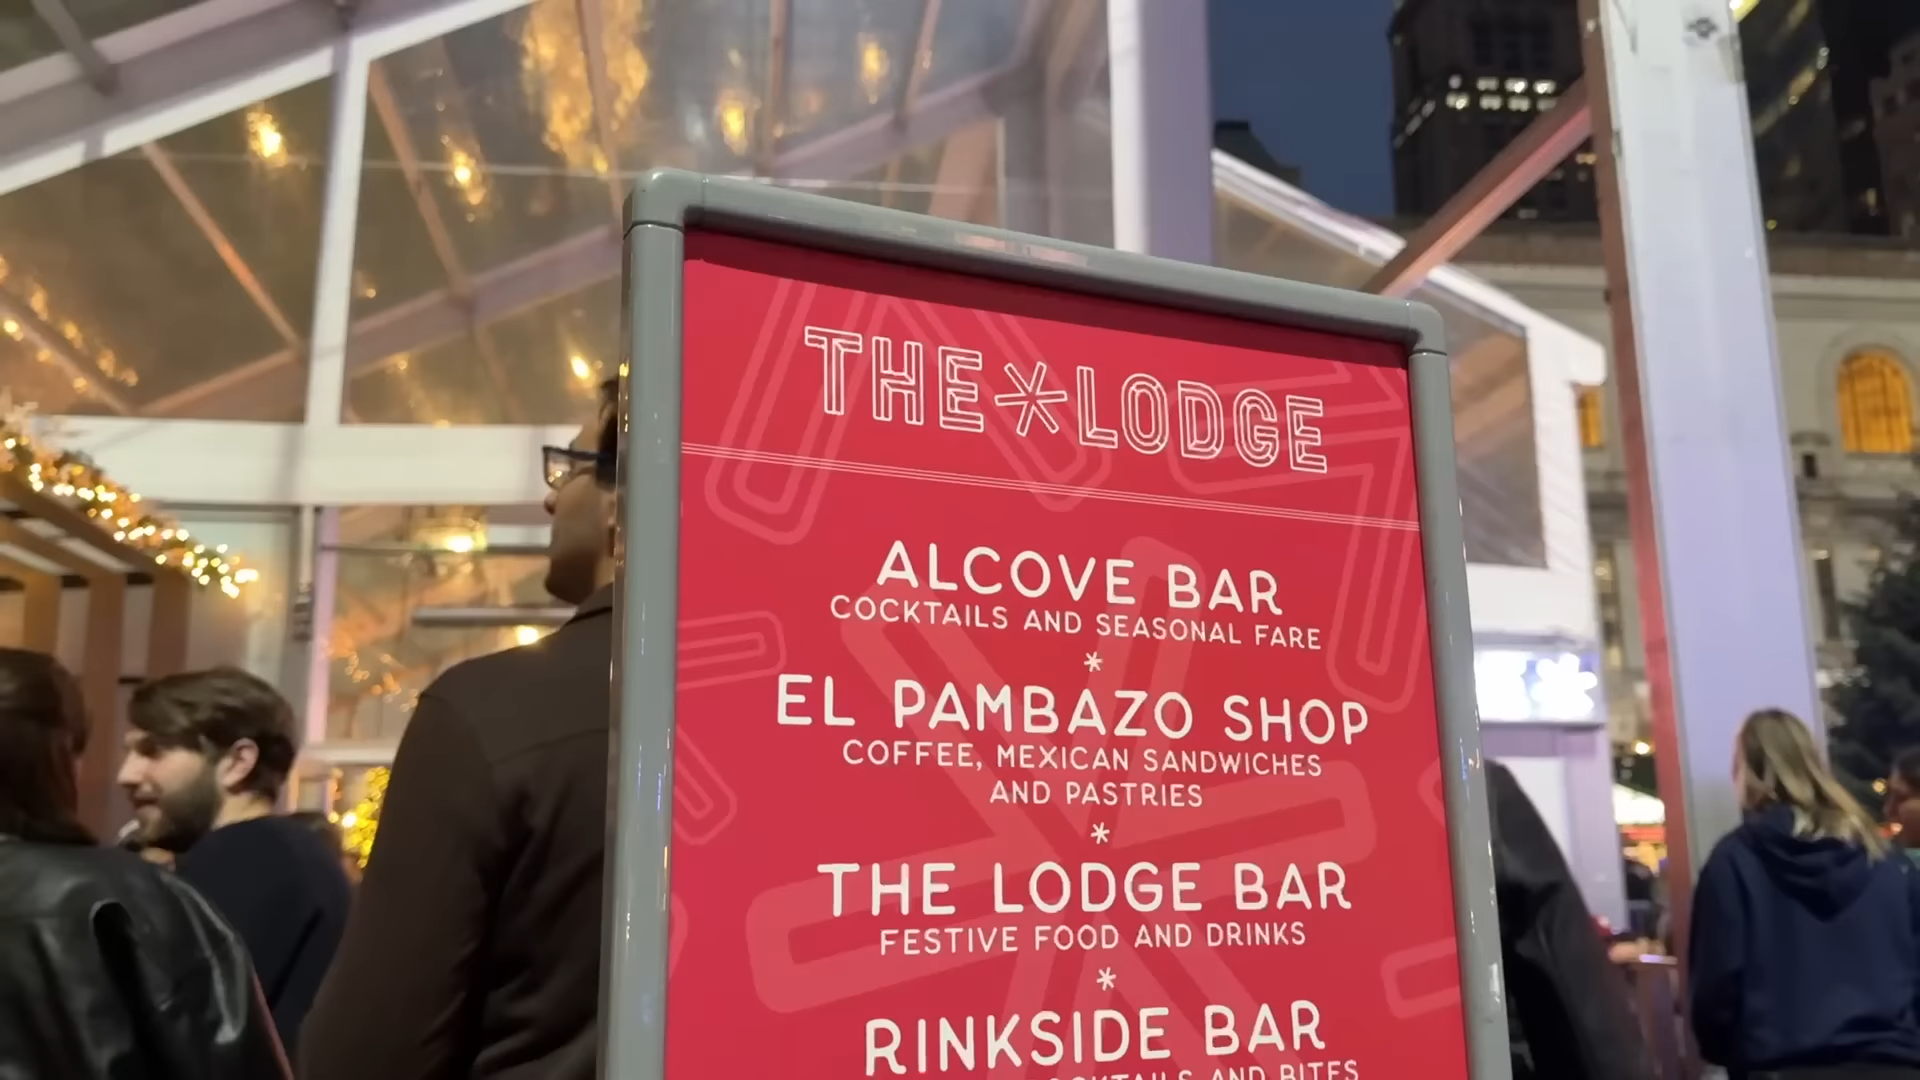 THE*LODGE
ALCOVE BAR
COCKTAILS AND SEASONAL FARE
*
EL PAMBAZO SHOP
COFFEE, MEXICAN SANDWICHES
AND PASTRIES
*
THE LODGE BAR
FESTIVE FOOD AND DRINKS
*
RINKSIDE BAR
COCKTAILS AND BITES